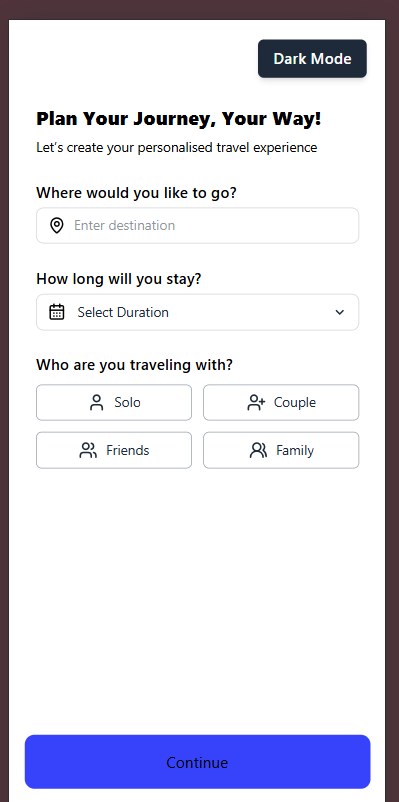 Dark Mode
Plan Your Journey, Your Way!
Let's create your personalised travel experience
Where would you like to go?
Enter destination
How long will you stay?
Select Duration
Who are you traveling with?
Solo
Couple
Friends
Family
Continue